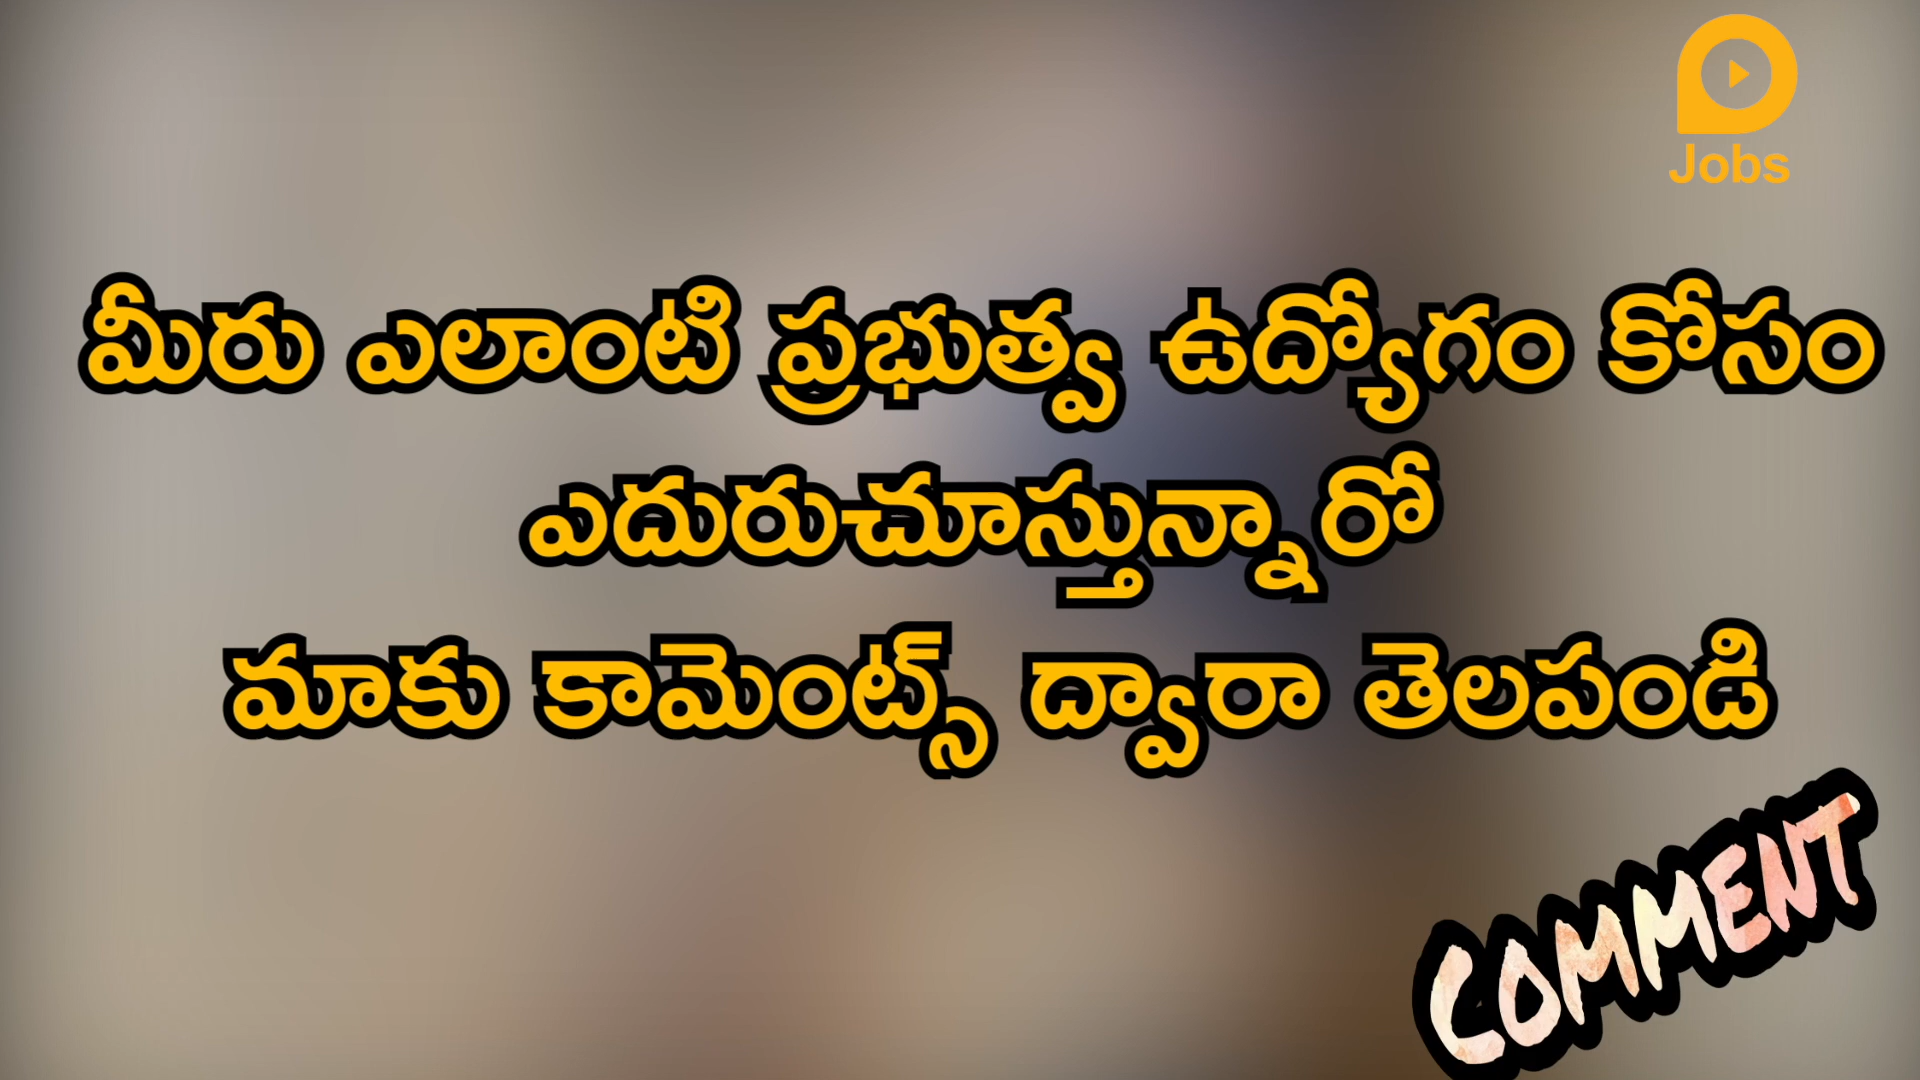 Jobs
మీరు ఎలాంటి ప్రభుత్వ ఉద్యోగం కోసం
ఎదురుచూస్తున్నారో
మాకు కామెంట్స్ ద్వారా తెలపండి
COMMENT